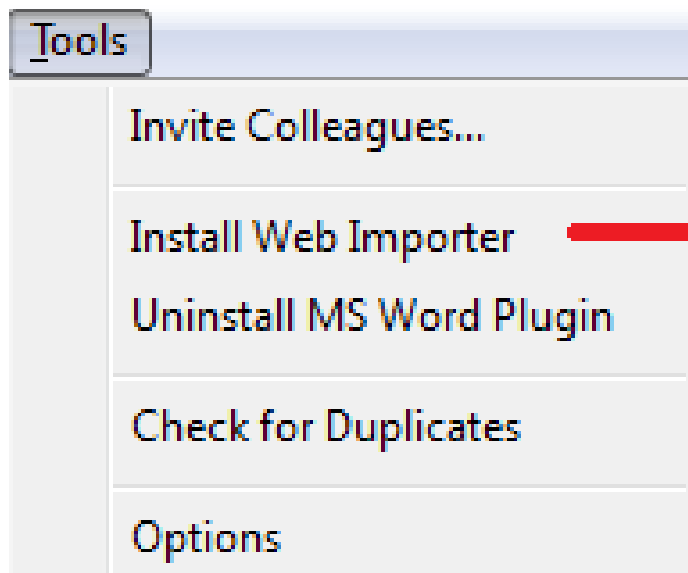 Tools
Invite Colleagues...
Install Web Importer
Uninstall MS Word Plugin
Check for Duplicates
Options